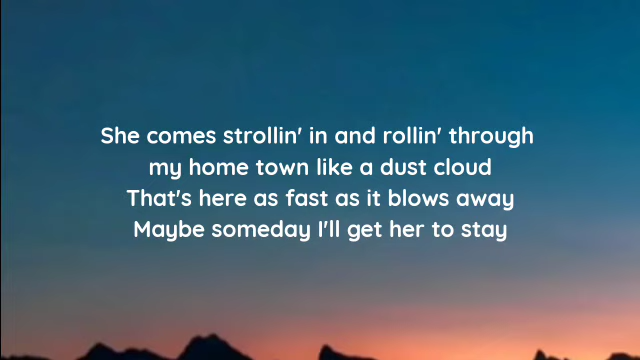 She comes strollin' in and rollin' through
my home town like a dust cloud
That's here as fast as it blows away
Maybe someday I'll get her to stay